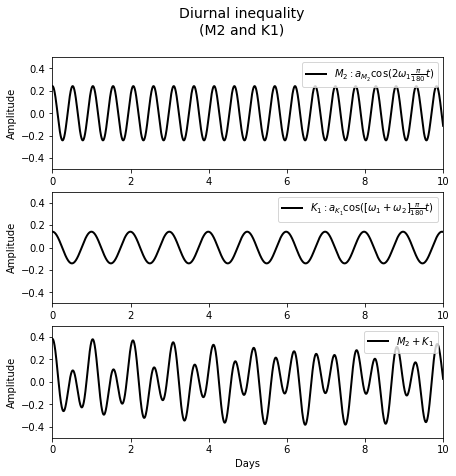 Diurnal inequality
(M2 and K1)
0.4
0.2
0.0
−0.2
−0.4
Amplitude
M₂ : a_{M₂}cos(2ω₁ π/180 t)
0 2 4 6 8 10
0.4
0.2
0.0
−0.2
−0.4
Amplitude
K₁ : a_{K₁}cos([ω₁ + ω₂] π/180 t)
0 2 4 6 8 10
0.4
0.2
0.0
−0.2
−0.4
Amplitude
M₂ + K₁
0 2 4 6 8 10
Days